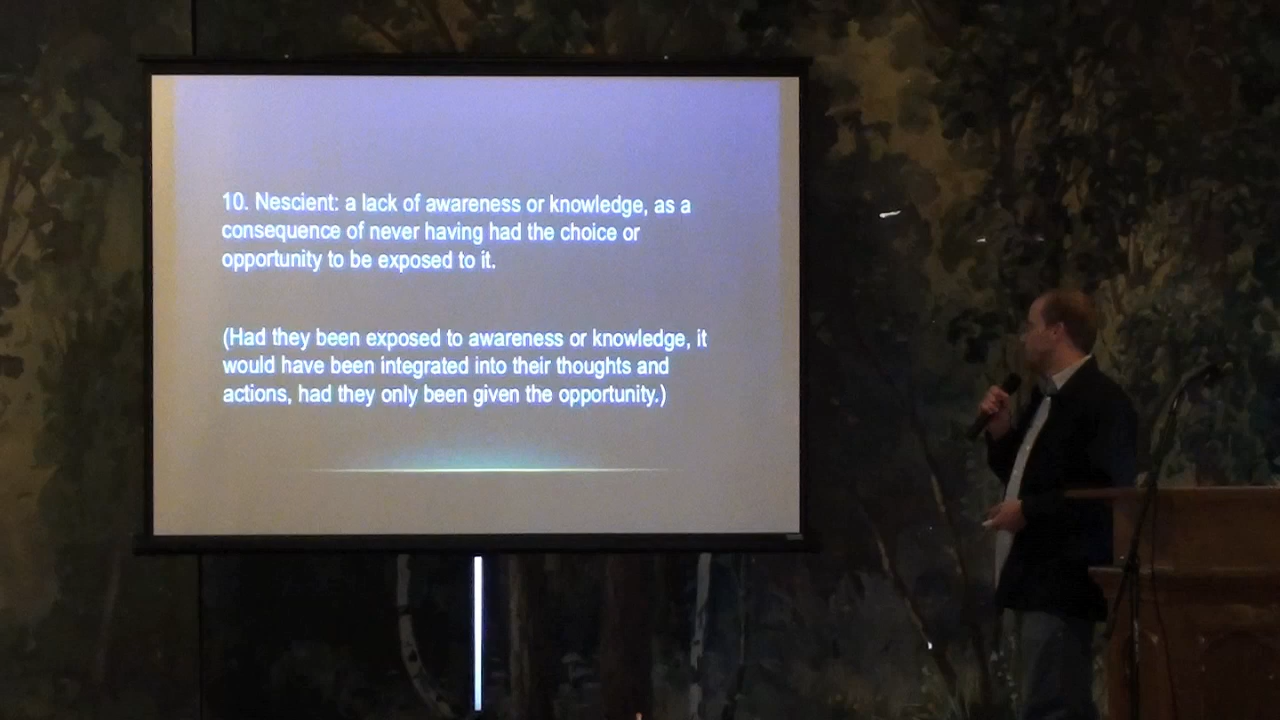 10. Nescient: a lack of awareness or knowledge, as a
consequence of never having had the choice or
opportunity to be exposed to it.
(Had they been exposed to awareness or knowledge, it
would have been integrated into their thoughts and
actions, had they only been given the opportunity.)